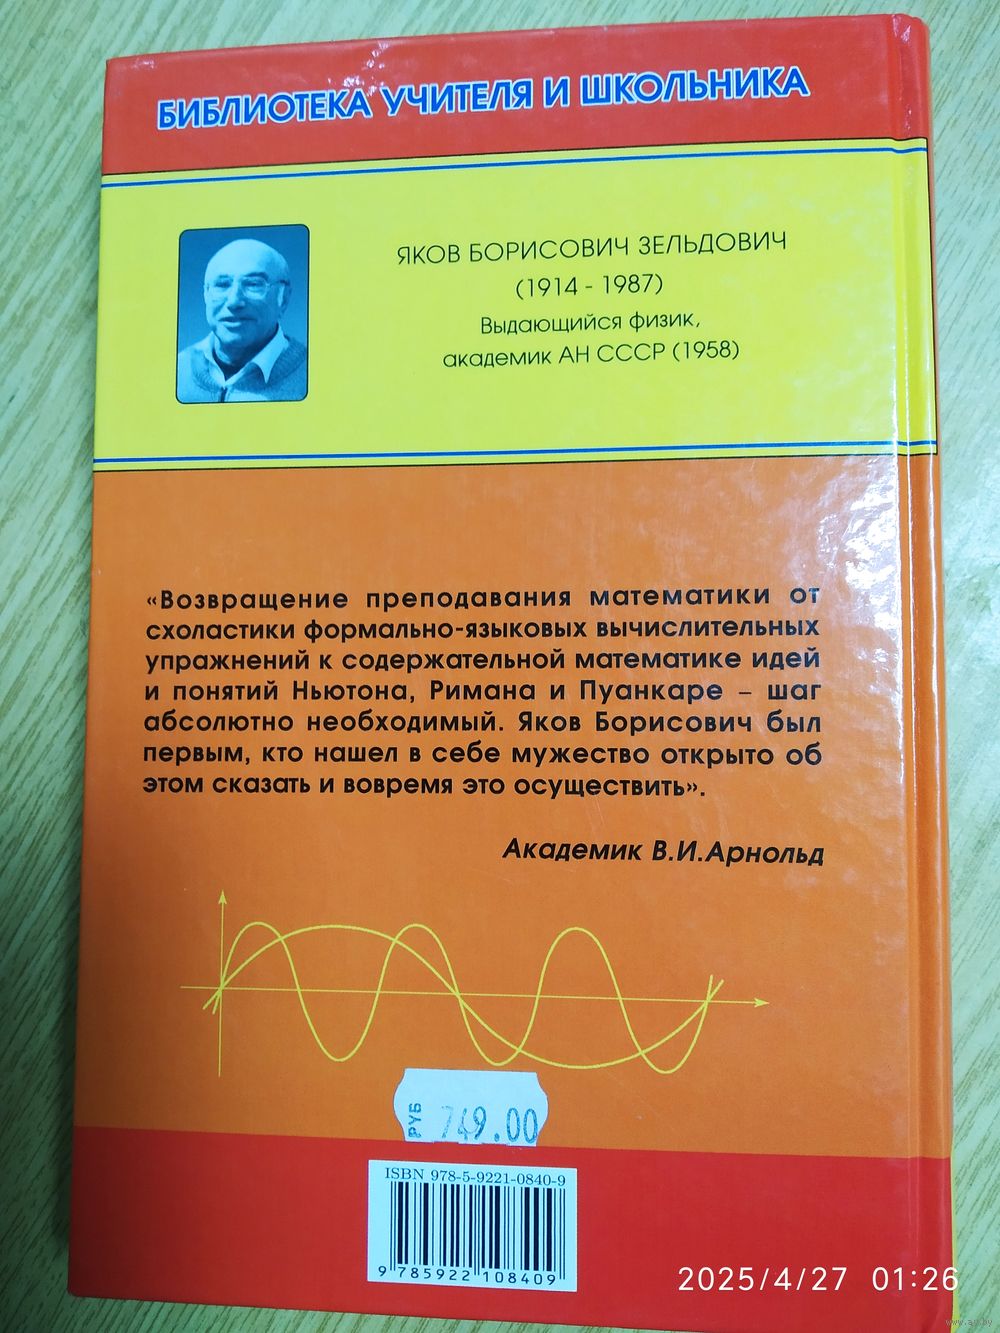 БИБЛИОТЕКА УЧИТЕЛЯ И ШКОЛЬНИКА
ЯКОВ БОРИСОВИЧ ЗЕЛЬДОВИЧ
(1914 - 1987)
Выдающийся физик,
академик АН СССР (1958)
«Возвращение преподавания математики от
схоластики формально-языковых вычислительных
упражнений к содержательной математике идей
и понятий Ньютона, Римана и Пуанкаре – шаг
абсолютно необходимый. Яков Борисович был
первым, кто нашел в себе мужество открыто об
этом сказать и вовремя это осуществить».
Академик В.И.Арнольд
РУБ 749.00
ISBN 978-5-9221-0840-9
9 785922 108409
2025/4/27 01:26
www.ay.by